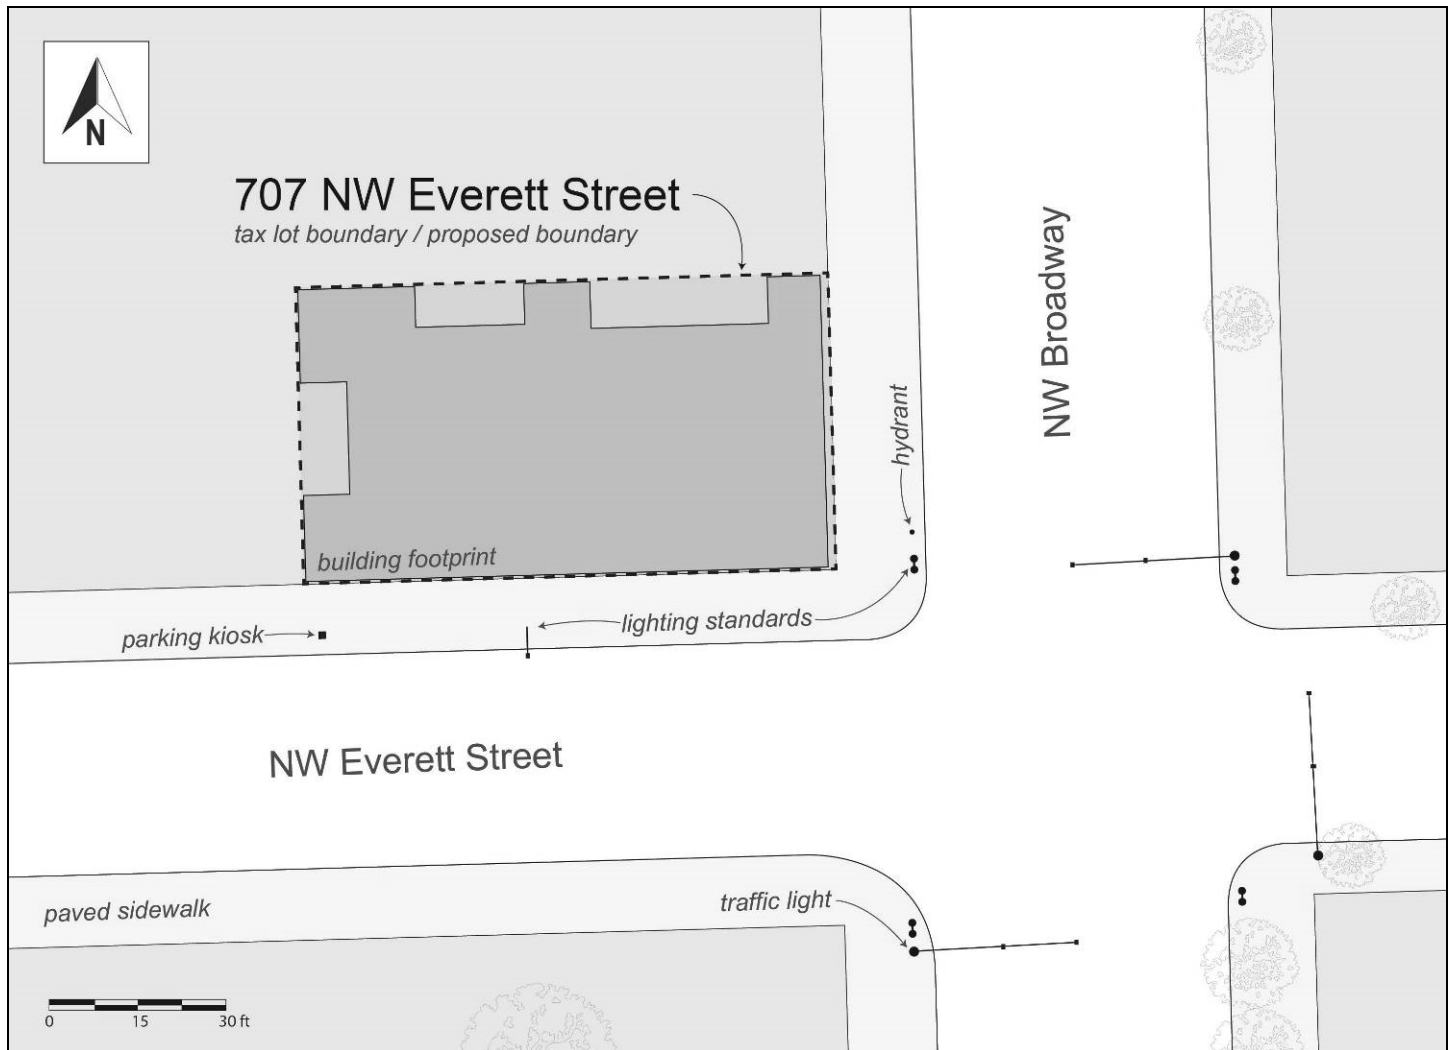 N
707 NW Everett Street
tax lot boundary / proposed boundary
NW Broadway
hydrant
building footprint
lighting standards
parking kiosk
NW Everett Street
traffic light
paved sidewalk
0 15 30 ft